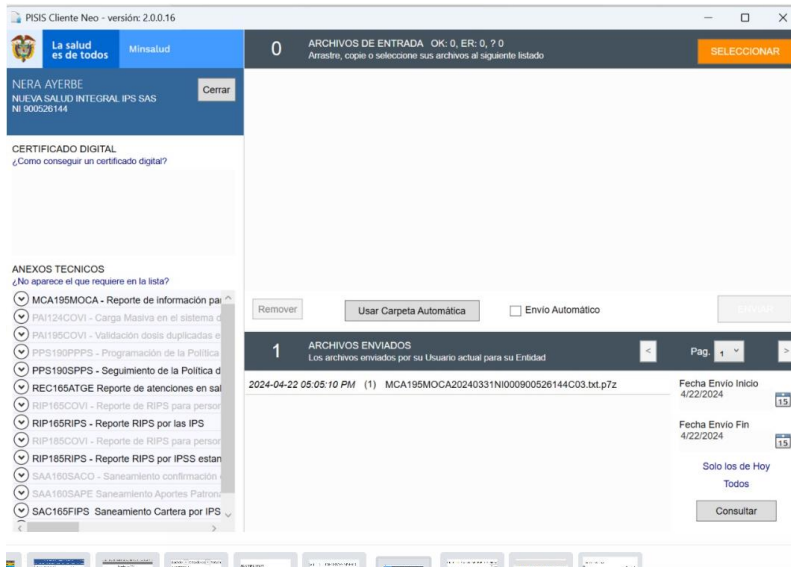 PISIS Cliente Neo - versión: 2.0.0.16
La salud
es de todos
Minsalud
NERA AYERBE
NUEVA SALUD INTEGRAL IPS SAS
NI 900526144
Cerrar
CERTIFICADO DIGITAL
¿Como conseguir un certificado digital?
ANEXOS TECNICOS
¿No aparece el que requiere en la lista?
MCA195MOCA - Reporte de información
PAI124COVI - Carga Masiva en el sistema
PAI195COVI - Validación dosis duplicadas e
PPS190PPPS - Programación de la Política
PPS190SPPS - Seguimiento de la Política d
REC165ATGE Reporte de atenciones en sal
RIP165COVI - Reporte de RIPS para person
RIP165RIPS - Reporte RIPS por las IPS
RIP185COVI - Reporte de RIPS para person
RIP185RIPS - Reporte RIPS por IPSS estan
SAA160SACO - Saneamiento confirmación
SAA160SAPE Saneamiento Aportes Patron
SAC165FIPS Saneamiento Cartera por IPS
0
ARCHIVOS DE ENTRADA OK: 0, ER: 0, ? 0
Arrastre, copie o seleccione sus archivos al siguiente listado
SELECCIONAR
Remover
Usar Carpeta Automática
Envío Automático
1
ARCHIVOS ENVIADOS
Los archivos enviados por su Usuario actual para su Entidad
<
Pag. 1
>
2024-04-22 05:05:10 PM (1) MCA195MOCA20240331NI000900526144C03.txt.p7z
Fecha Envío Inicio
4/22/2024
15
Fecha Envío Fin
4/22/2024
15
Solo los de Hoy
Todos
Consultar